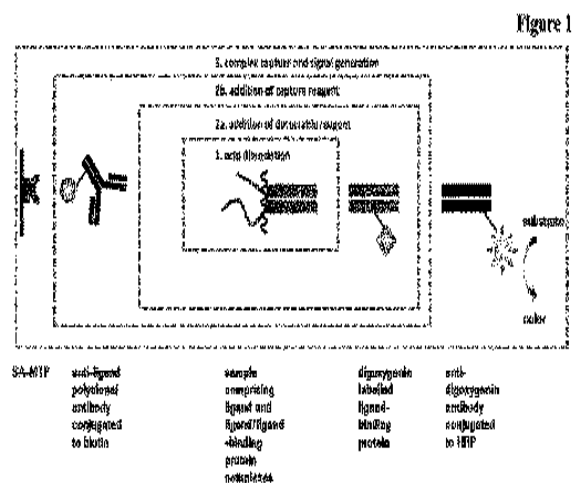 Figure 1
3. complex capture and signal generation
2b. addition of capture reagent
2a. addition of detectable reagent
1. acid dissociation
substrate
color
SA-MTP
anti-ligand
polyclonal
antibody
conjugated
to biotin
sample
comprising
ligand and
ligand/ligand
-binding
protein
complexes
digoxygenin
labelled
ligand-
binding
protein
anti-
digoxygenin
antibody
conjugated
to HRP